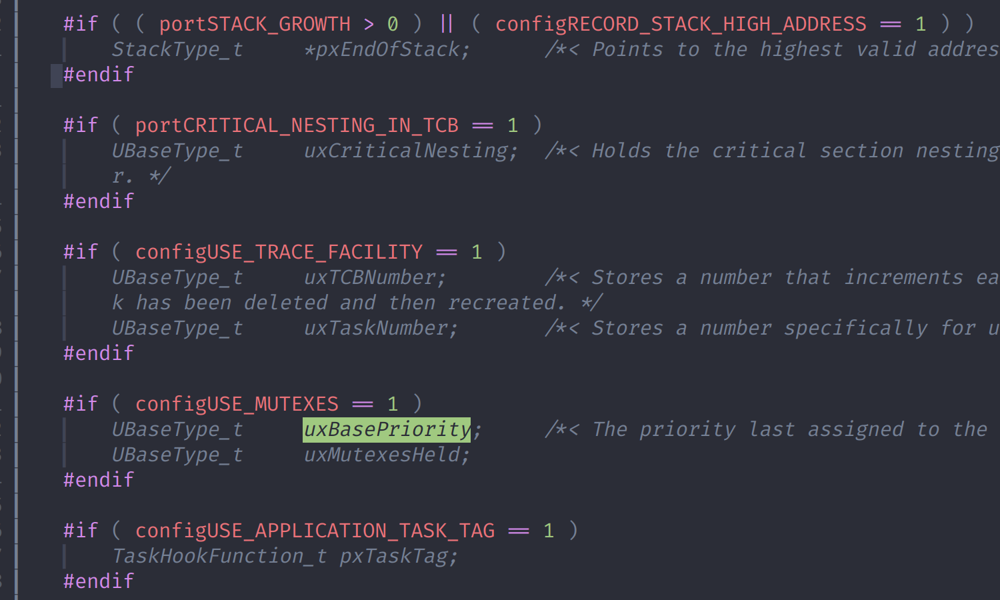 #if ( ( portSTACK_GROWTH > 0 ) || ( configRECORD_STACK_HIGH_ADDRESS == 1 ) )
StackType_t *pxEndOfStack; /*< Points to the highest valid addres
#endif
#if ( portCRITICAL_NESTING_IN_TCB == 1 )
UBaseType_t uxCriticalNesting; /*< Holds the critical section nesting
r. */
#endif
#if ( configUSE_TRACE_FACILITY == 1 )
UBaseType_t uxTCBNumber; /*< Stores a number that increments ea
k has been deleted and then recreated. */
UBaseType_t uxTaskNumber; /*< Stores a number specifically for u
#endif
#if ( configUSE_MUTEXES == 1 )
UBaseType_t uxBasePriority; /*< The priority last assigned to the
UBaseType_t uxMutexesHeld;
#endif
#if ( configUSE_APPLICATION_TASK_TAG == 1 )
TaskHookFunction_t pxTaskTag;
#endif